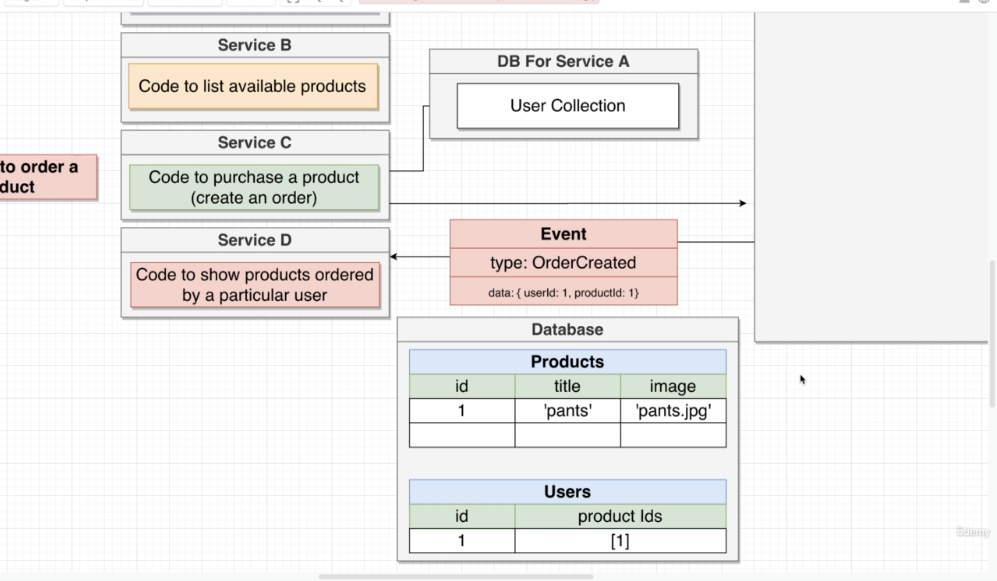 Service B
Code to list available products
DB For Service A
User Collection
Service C
Code to purchase a product
(create an order)
to order a
duct
Event
type: OrderCreated
data: { userId: 1, productId: 1}
Service D
Code to show products ordered
by a particular user
Database
Products
id title image
1 'pants' 'pants.jpg'
Users
id product Ids
1 [1]
Udemy